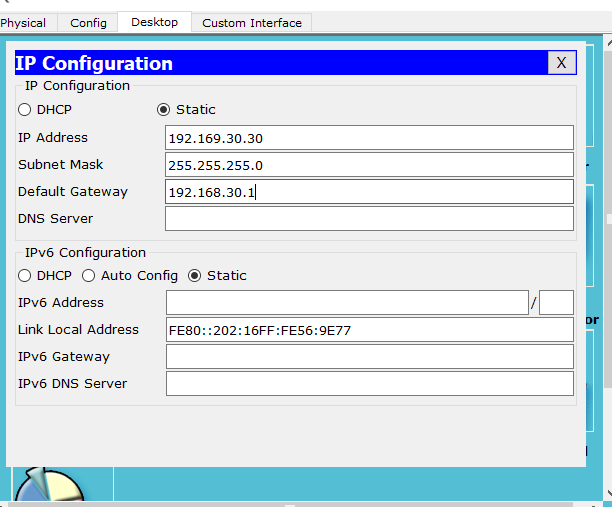 Physical Config Desktop Custom Interface
IP Configuration X
IP Configuration
DHCP Static
IP Address 192.169.30.30
Subnet Mask 255.255.255.0
Default Gateway 192.168.30.1
DNS Server
IPv6 Configuration
DHCP Auto Config Static
IPv6 Address /
Link Local Address FE80::202:16FF:FE56:9E77
IPv6 Gateway
IPv6 DNS Server
or